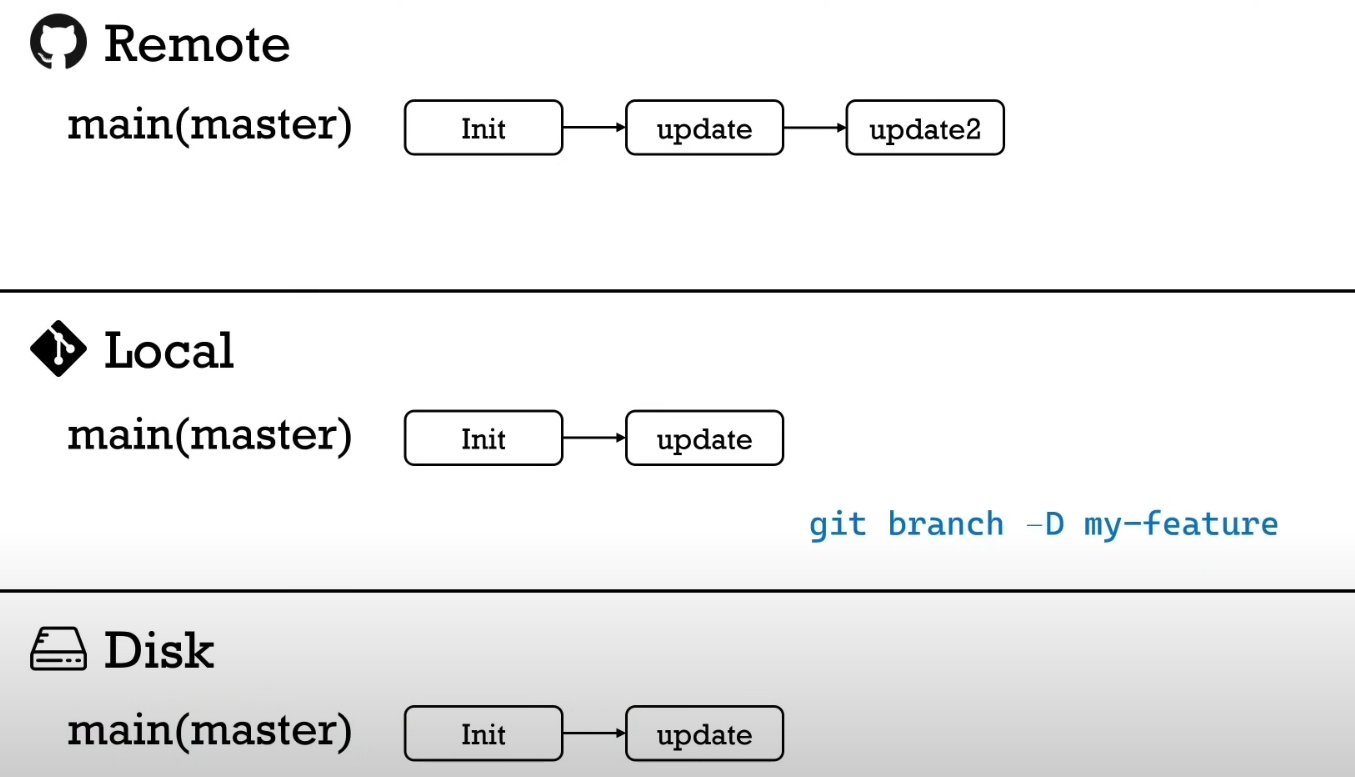 Remote
main(master) Init update update2
Local
main(master) Init update
git branch -D my-feature
Disk
main(master) Init update